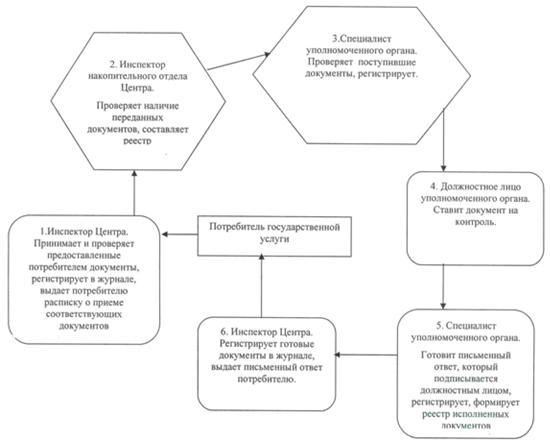 2. Инспектор
накопительного отдела
Центра.
Проверяет наличие
переданных
документов, составляет
реестр
3.Специалист
уполномоченного органа.
Проверяет поступившие
документы, регистрирует.
4. Должностное лицо
уполномоченного органа.
Ставит документ на
контроль.
1.Инспектор Центра.
Принимает и проверяет
предоставленные
потребителем документы,
регистрирует в журнале,
выдает потребителю
расписку о приеме
соответствующих
документов
Потребитель государственной
услуги
6. Инспектор Центра.
Регистрирует готовые
документы в журнале,
выдает письменный ответ
потребителю.
5. Специалист
уполномоченного органа.
Готовит письменный
ответ, который
подписывается
должностным лицом,
регистрирует, формирует
реестр исполненных
документов